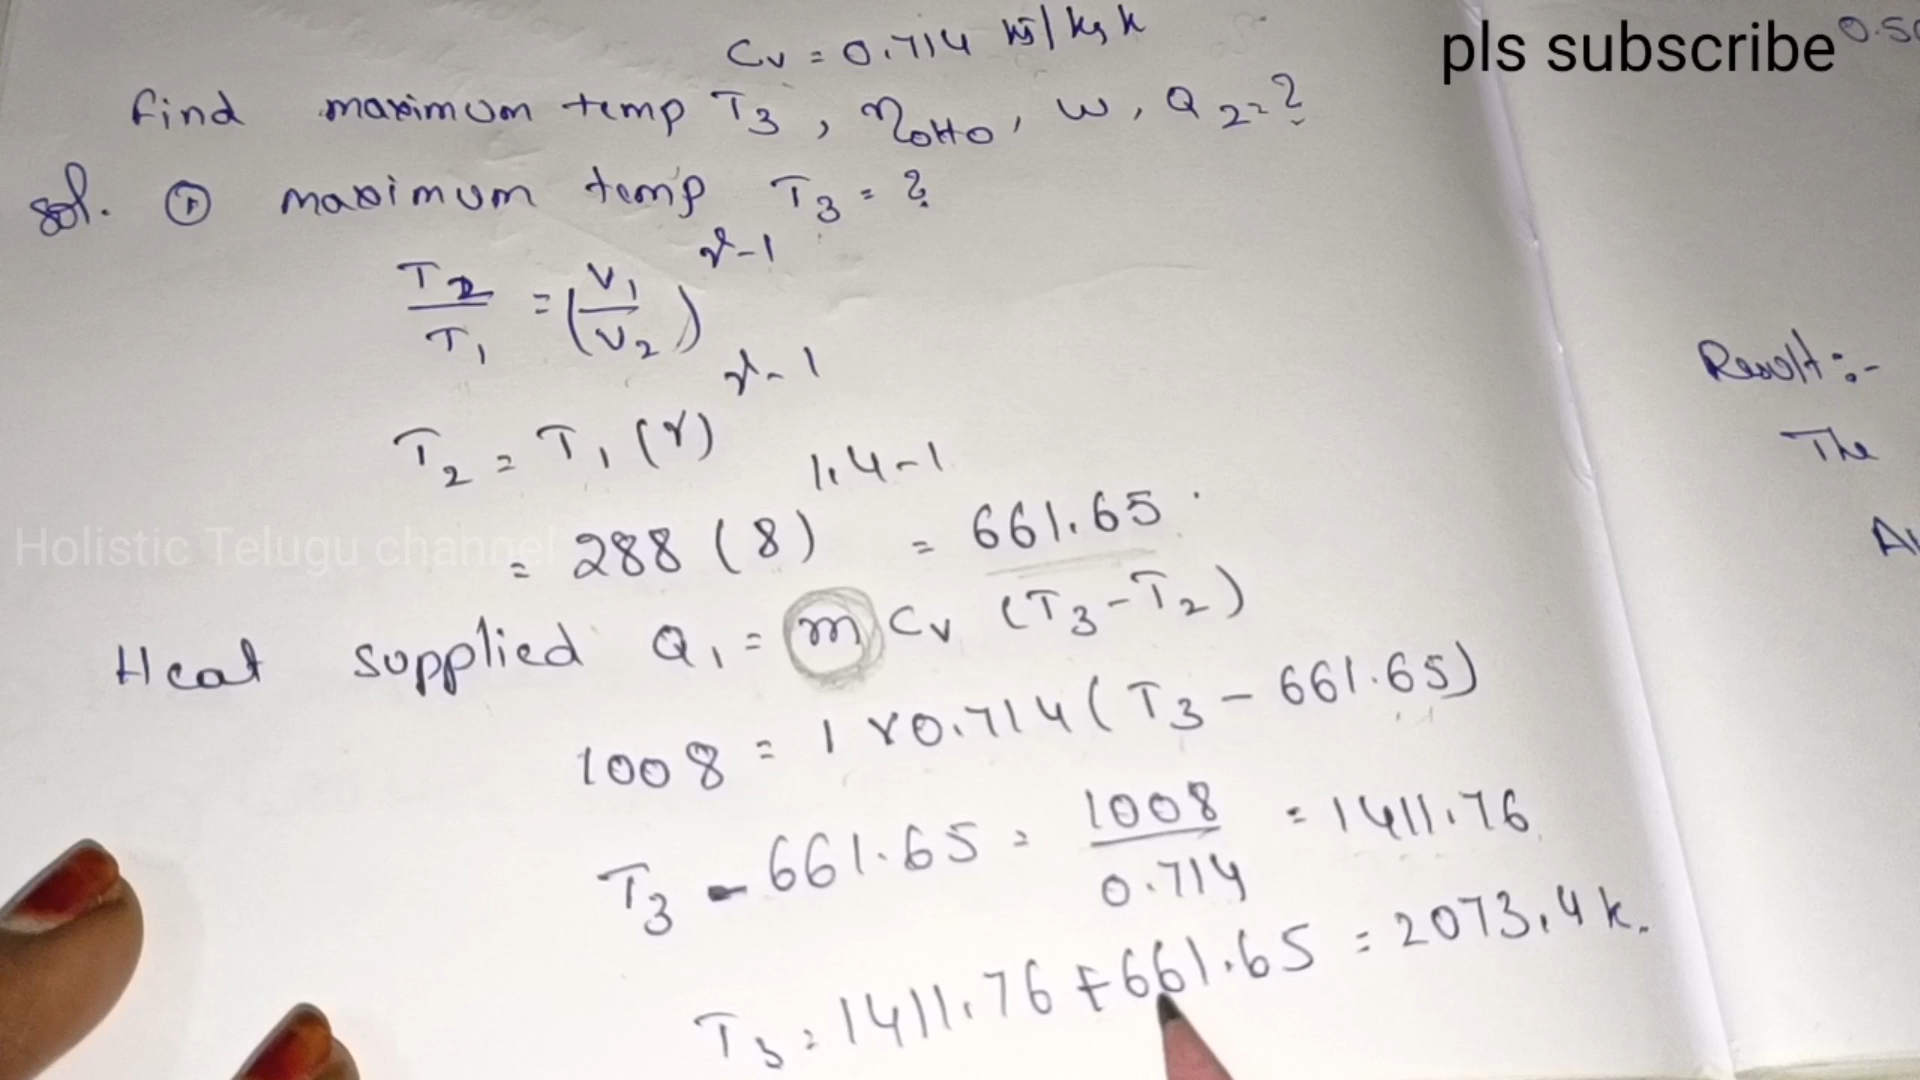 Cv = 0.714 kJ/kg k
pls subscribe
0.5
find maximum temp T3, ηotto, w, Q2=?
sol. ① maximum temp T3 = ?
T2/T1 = (V1/V2)^γ-1
T2 = T1 (r)^γ-1
= 288 (8)^1.4-1 = 661.65
Holistic Telugu channel
Heat supplied Q1 = m Cv (T3-T2)
1008 = 1×0.714(T3 - 661.65)
T3 - 661.65 = 1008/0.714 = 1411.76
T3 = 1411.76 + 661.65 = 2073.4 k.
Result:-
The